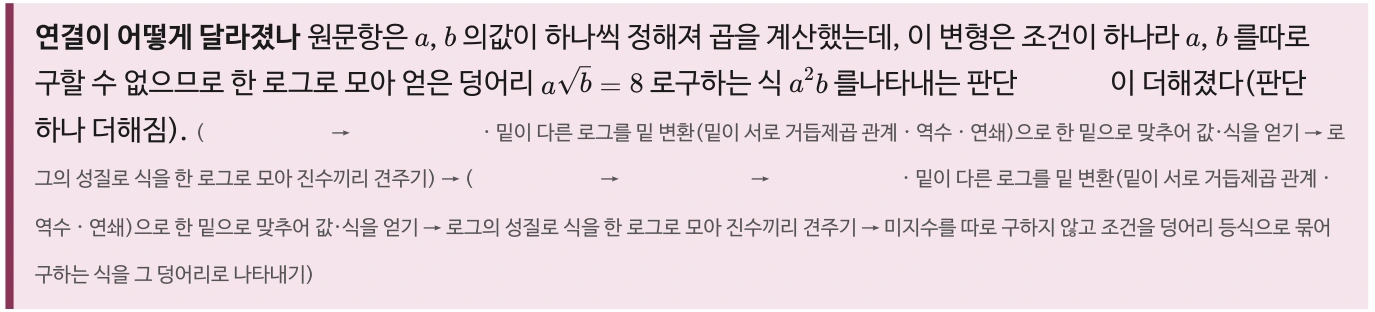 연결이 어떻게 달라졌나 원문항은 a, b 의값이 하나씩 정해져 곱을 계산했는데, 이 변형은 조건이 하나라 a, b 를따로
구할 수 없으므로 한 로그로 모아 얻은 덩어리 a√b = 8 로구하는 식 a²b 를나타내는 판단 이 더해졌다(판단
하나 더해짐). ( → · 밑이 다른 로그를 밑 변환(밑이 서로 거듭제곱 관계 · 역수 · 연쇄)으로 한 밑으로 맞추어 값·식을 얻기 → 로
그의 성질로 식을 한 로그로 모아 진수끼리 견주기) → ( → → · 밑이 다른 로그를 밑 변환(밑이 서로 거듭제곱 관계 ·
역수 · 연쇄)으로 한 밑으로 맞추어 값·식을 얻기 → 로그의 성질로 식을 한 로그로 모아 진수끼리 견주기 → 미지수를 따로 구하지 않고 조건을 덩어리 등식으로 묶어
구하는 식을 그 덩어리로 나타내기)